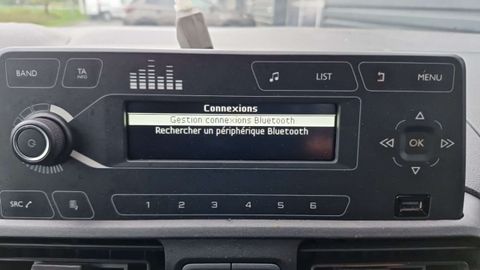 BAND
TA
INFO
LIST
MENU
Connexions
Gestion connexions Bluetooth
Rechercher un périphérique Bluetooth
OK
SRC
1 2 3 4 5 6